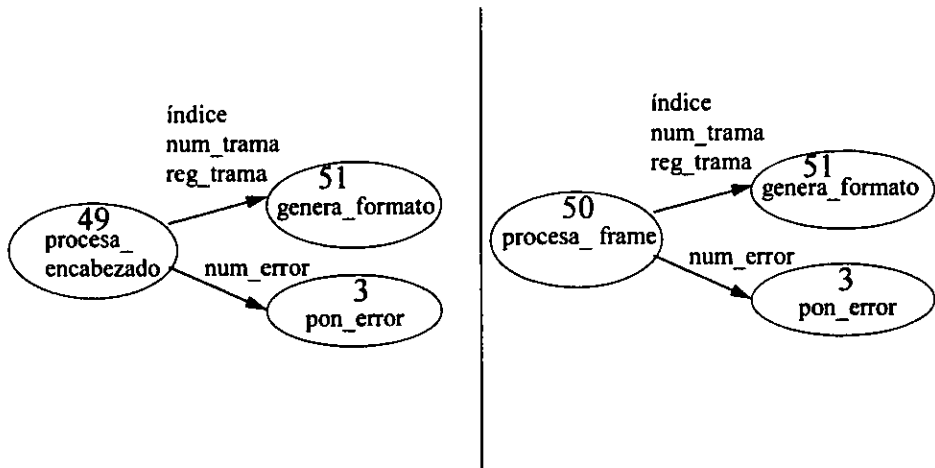 índice
num_trama
reg_trama
51
genera_formato
49
procesa_
encabezado
num_error
3
pon_error
índice
num_trama
reg_trama
51
genera_formato
50
procesa_ frame
num_error
3
pon_error